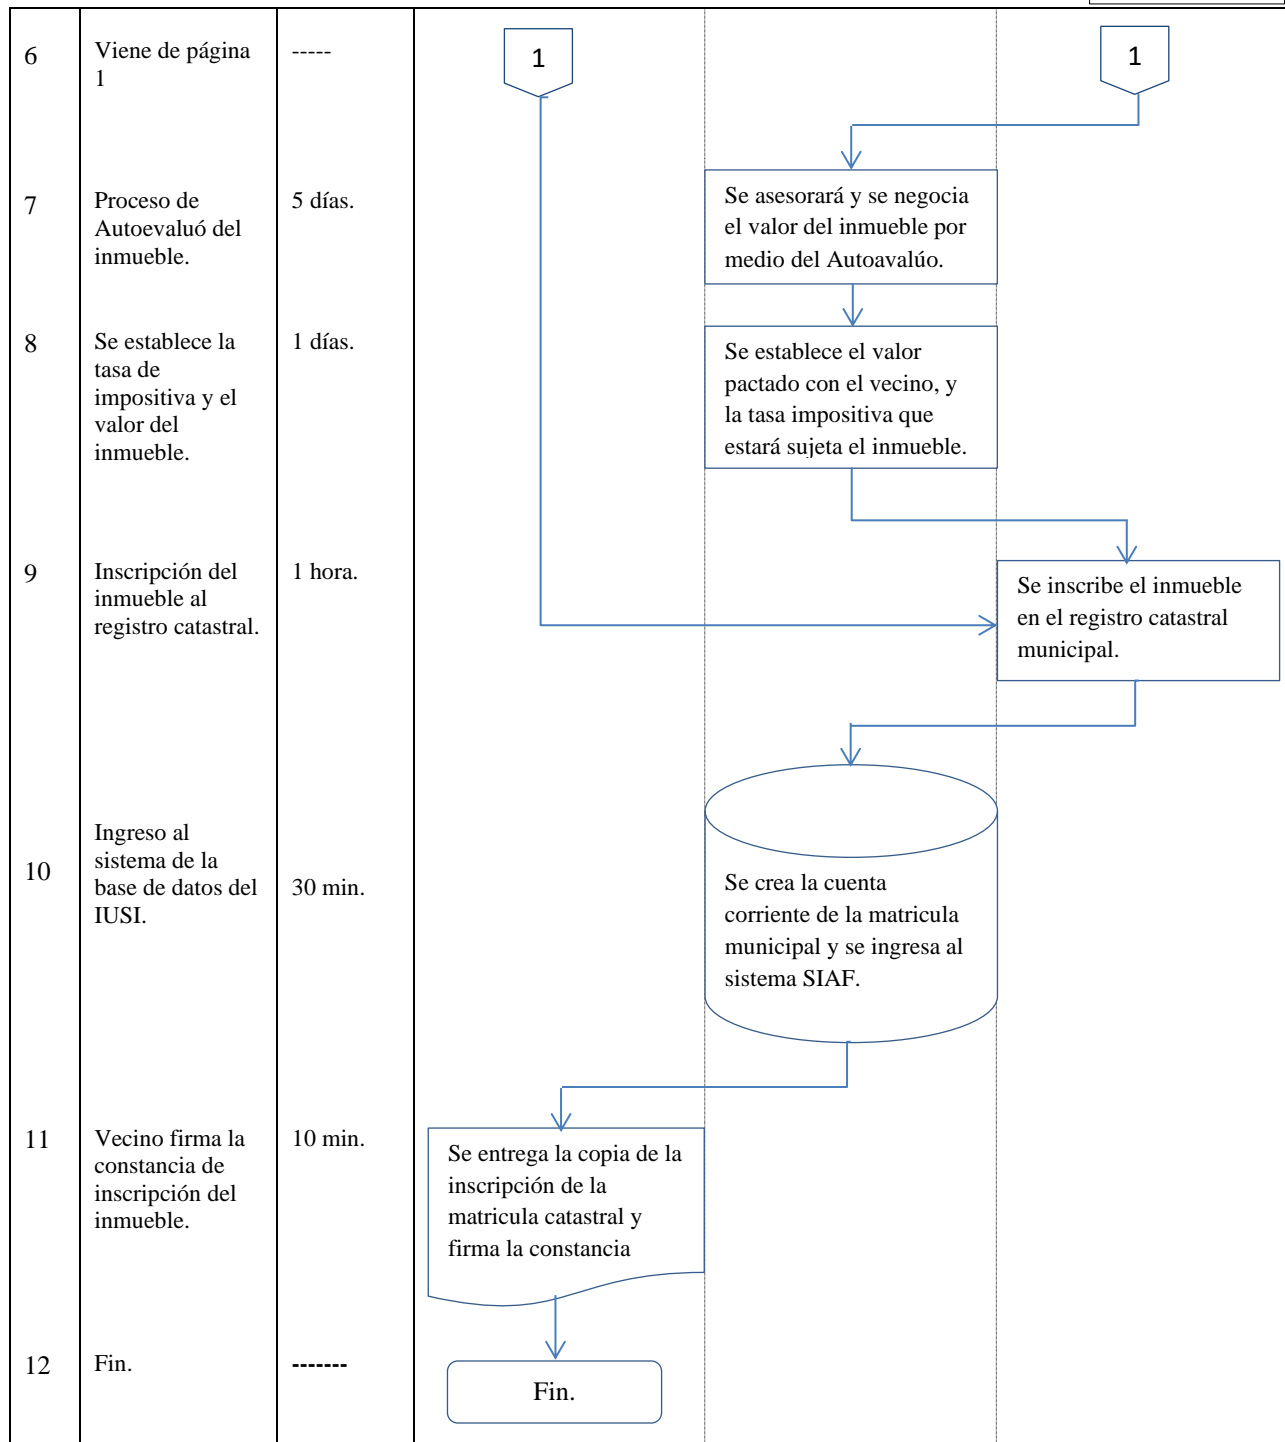 6
Viene de página
1
-----
1
1
7
Proceso de
Autoevaluó del
inmueble.
5 días.
Se asesorará y se negocia
el valor del inmueble por
medio del Autoavalúo.
8
Se establece la
tasa de
impositiva y el
valor del
inmueble.
1 días.
Se establece el valor
pactado con el vecino, y
la tasa impositiva que
estará sujeta el inmueble.
9
Inscripción del
inmueble al
registro catastral.
1 hora.
Se inscribe el inmueble
en el registro catastral
municipal.
10
Ingreso al
sistema de la
base de datos del
IUSI.
30 min.
Se crea la cuenta
corriente de la matricula
municipal y se ingresa al
sistema SIAF.
11
Vecino firma la
constancia de
inscripción del
inmueble.
10 min.
Se entrega la copia de la
inscripción de la
matricula catastral y
firma la constancia
12
Fin.
-------
Fin.